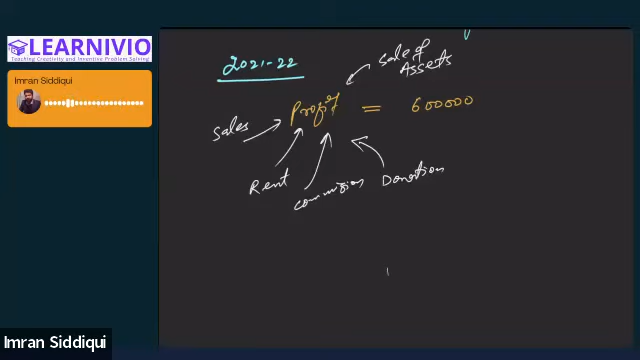 LEARNIVIO
Teaching Creativity and Inventive Problem Solving
Imran Siddiqui
2021-22
Sale of
Assets
Profit = 600000
Sales
Rent
Commission
Donation
Imran Siddiqui